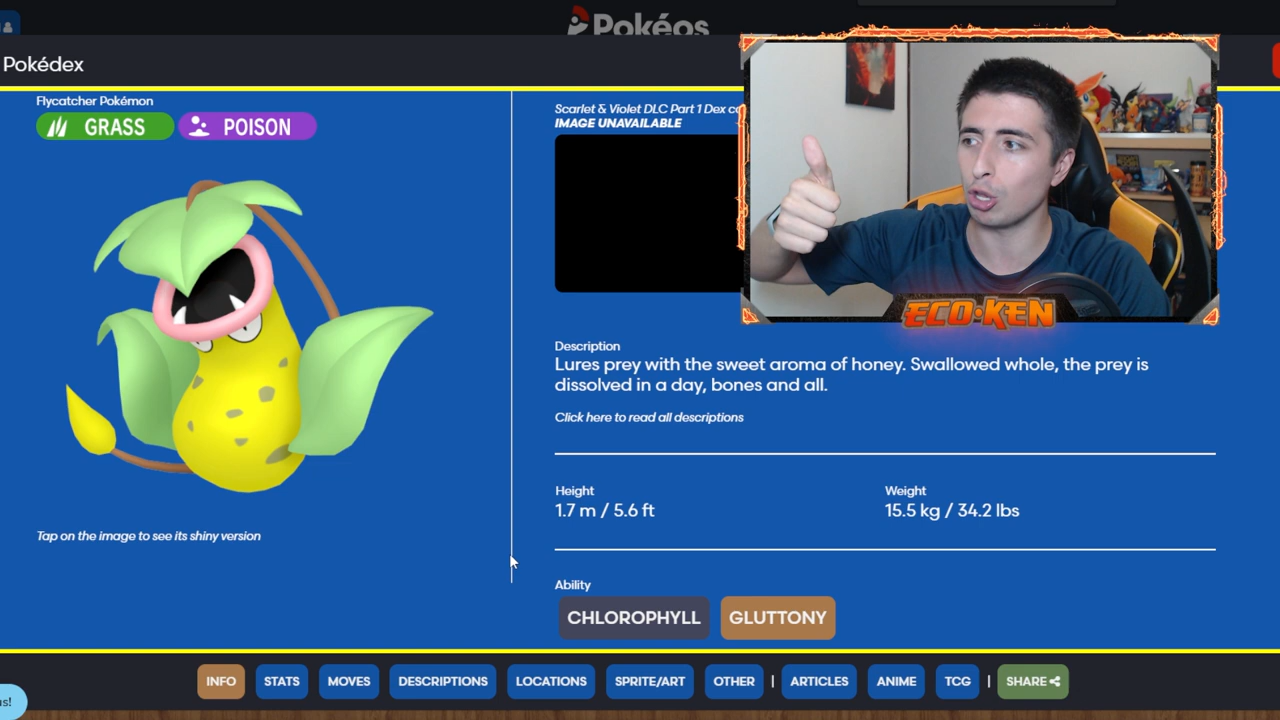 Pokéos
Pokédex
Flycatcher Pokémon
GRASS
POISON
Scarlet & Violet DLC Part 1 Dex
IMAGE UNAVAILABLE
ECO•KEN
Description
Lures prey with the sweet aroma of honey. Swallowed whole, the prey is
dissolved in a day, bones and all.
Click here to read all descriptions
Height
1.7 m / 5.6 ft
Weight
15.5 kg / 34.2 lbs
Tap on the image to see its shiny version
Ability
CHLOROPHYLL
GLUTTONY
INFO
STATS
MOVES
DESCRIPTIONS
LOCATIONS
SPRITE/ART
OTHER
|
ARTICLES
ANIME
TCG
|
SHARE